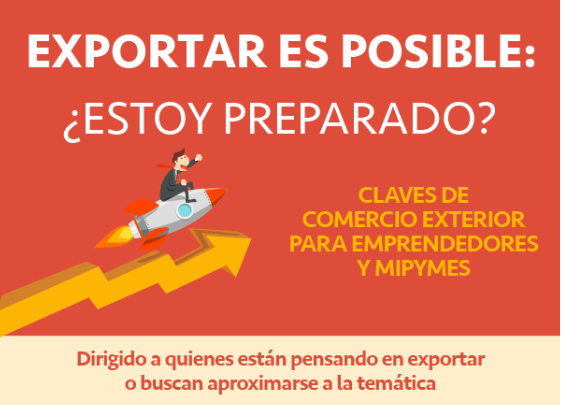 EXPORTAR ES POSIBLE:
¿ESTOY PREPARADO?
CLAVES DE
COMERCIO EXTERIOR
PARA EMPRENDEDORES
Y MIPYMES
Dirigido a quienes están pensando en exportar
o buscan aproximarse a la temática